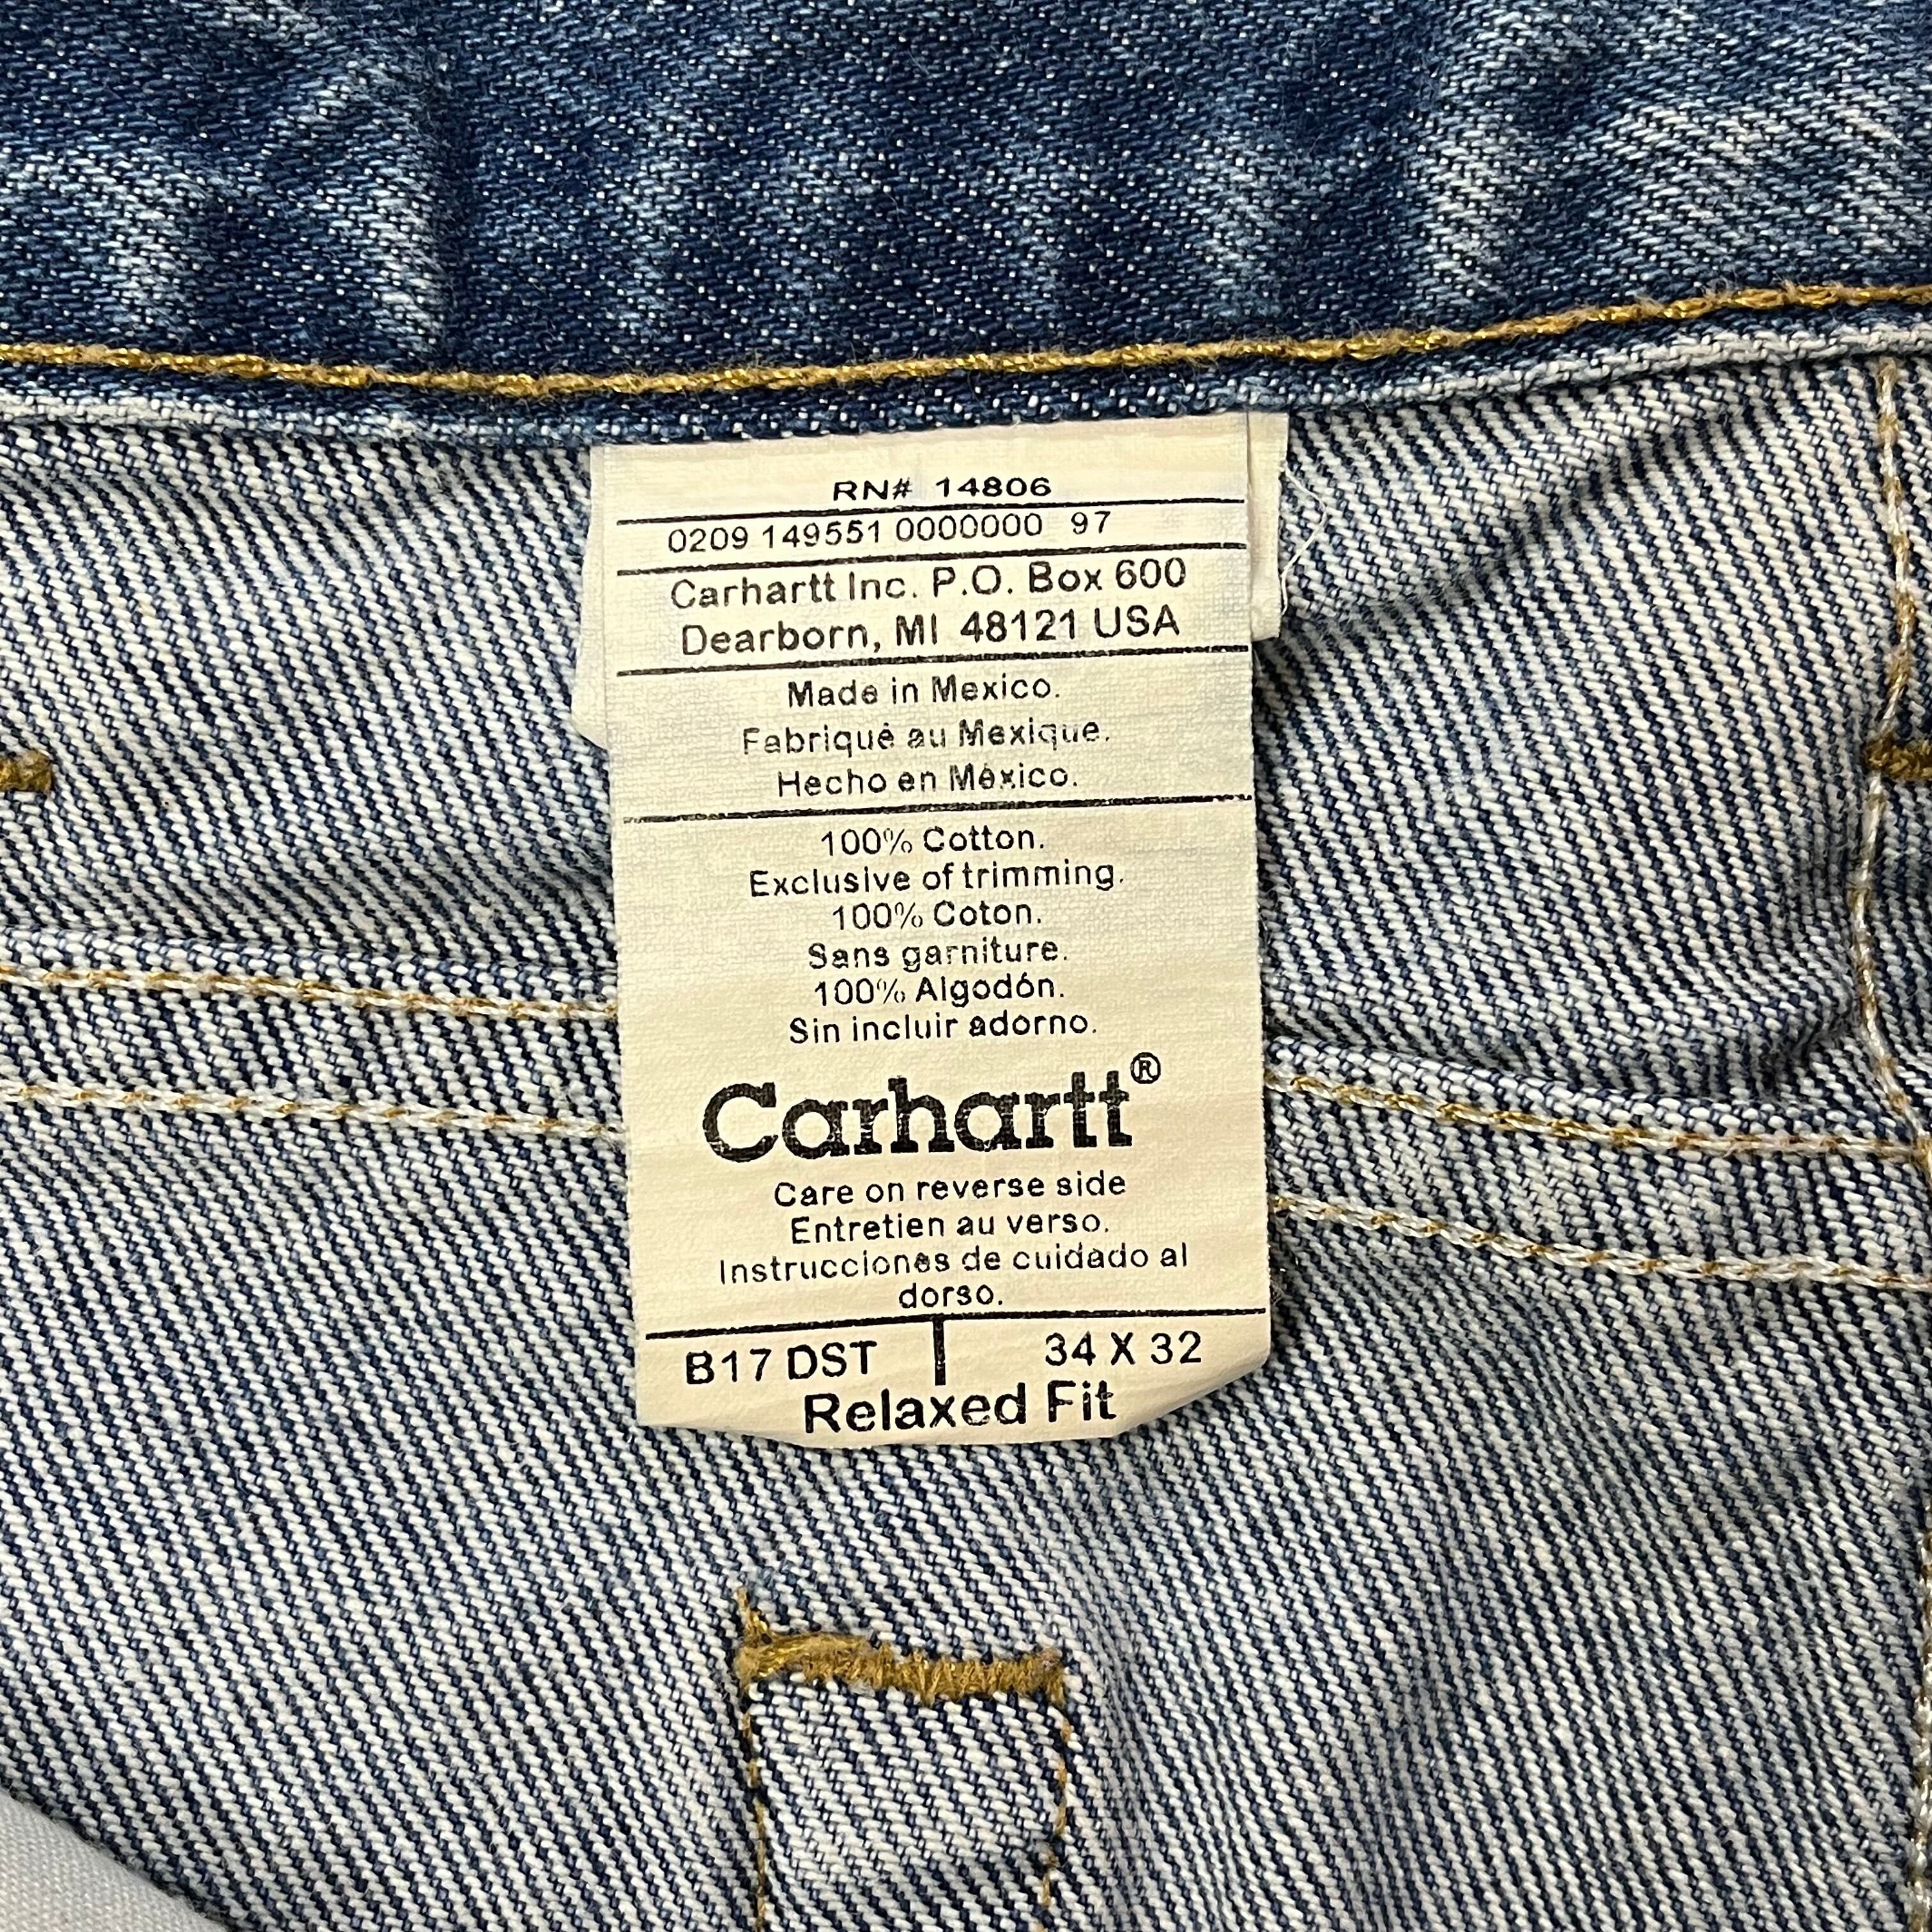 RN# 14806
0209 149551 0000000 97
Carhartt Inc. P.O. Box 600
Dearborn, MI 48121 USA
Made in Mexico.
Fabriqué au Mexique.
Hecho en México.
100% Cotton.
Exclusive of trimming.
100% Coton.
Sans garniture.
100% Algodón.
Sin incluir adorno.
Carhartt®
Care on reverse side
Entretien au verso.
Instrucciones de cuidado al
dorso.
B17 DST | 34 X 32
Relaxed Fit